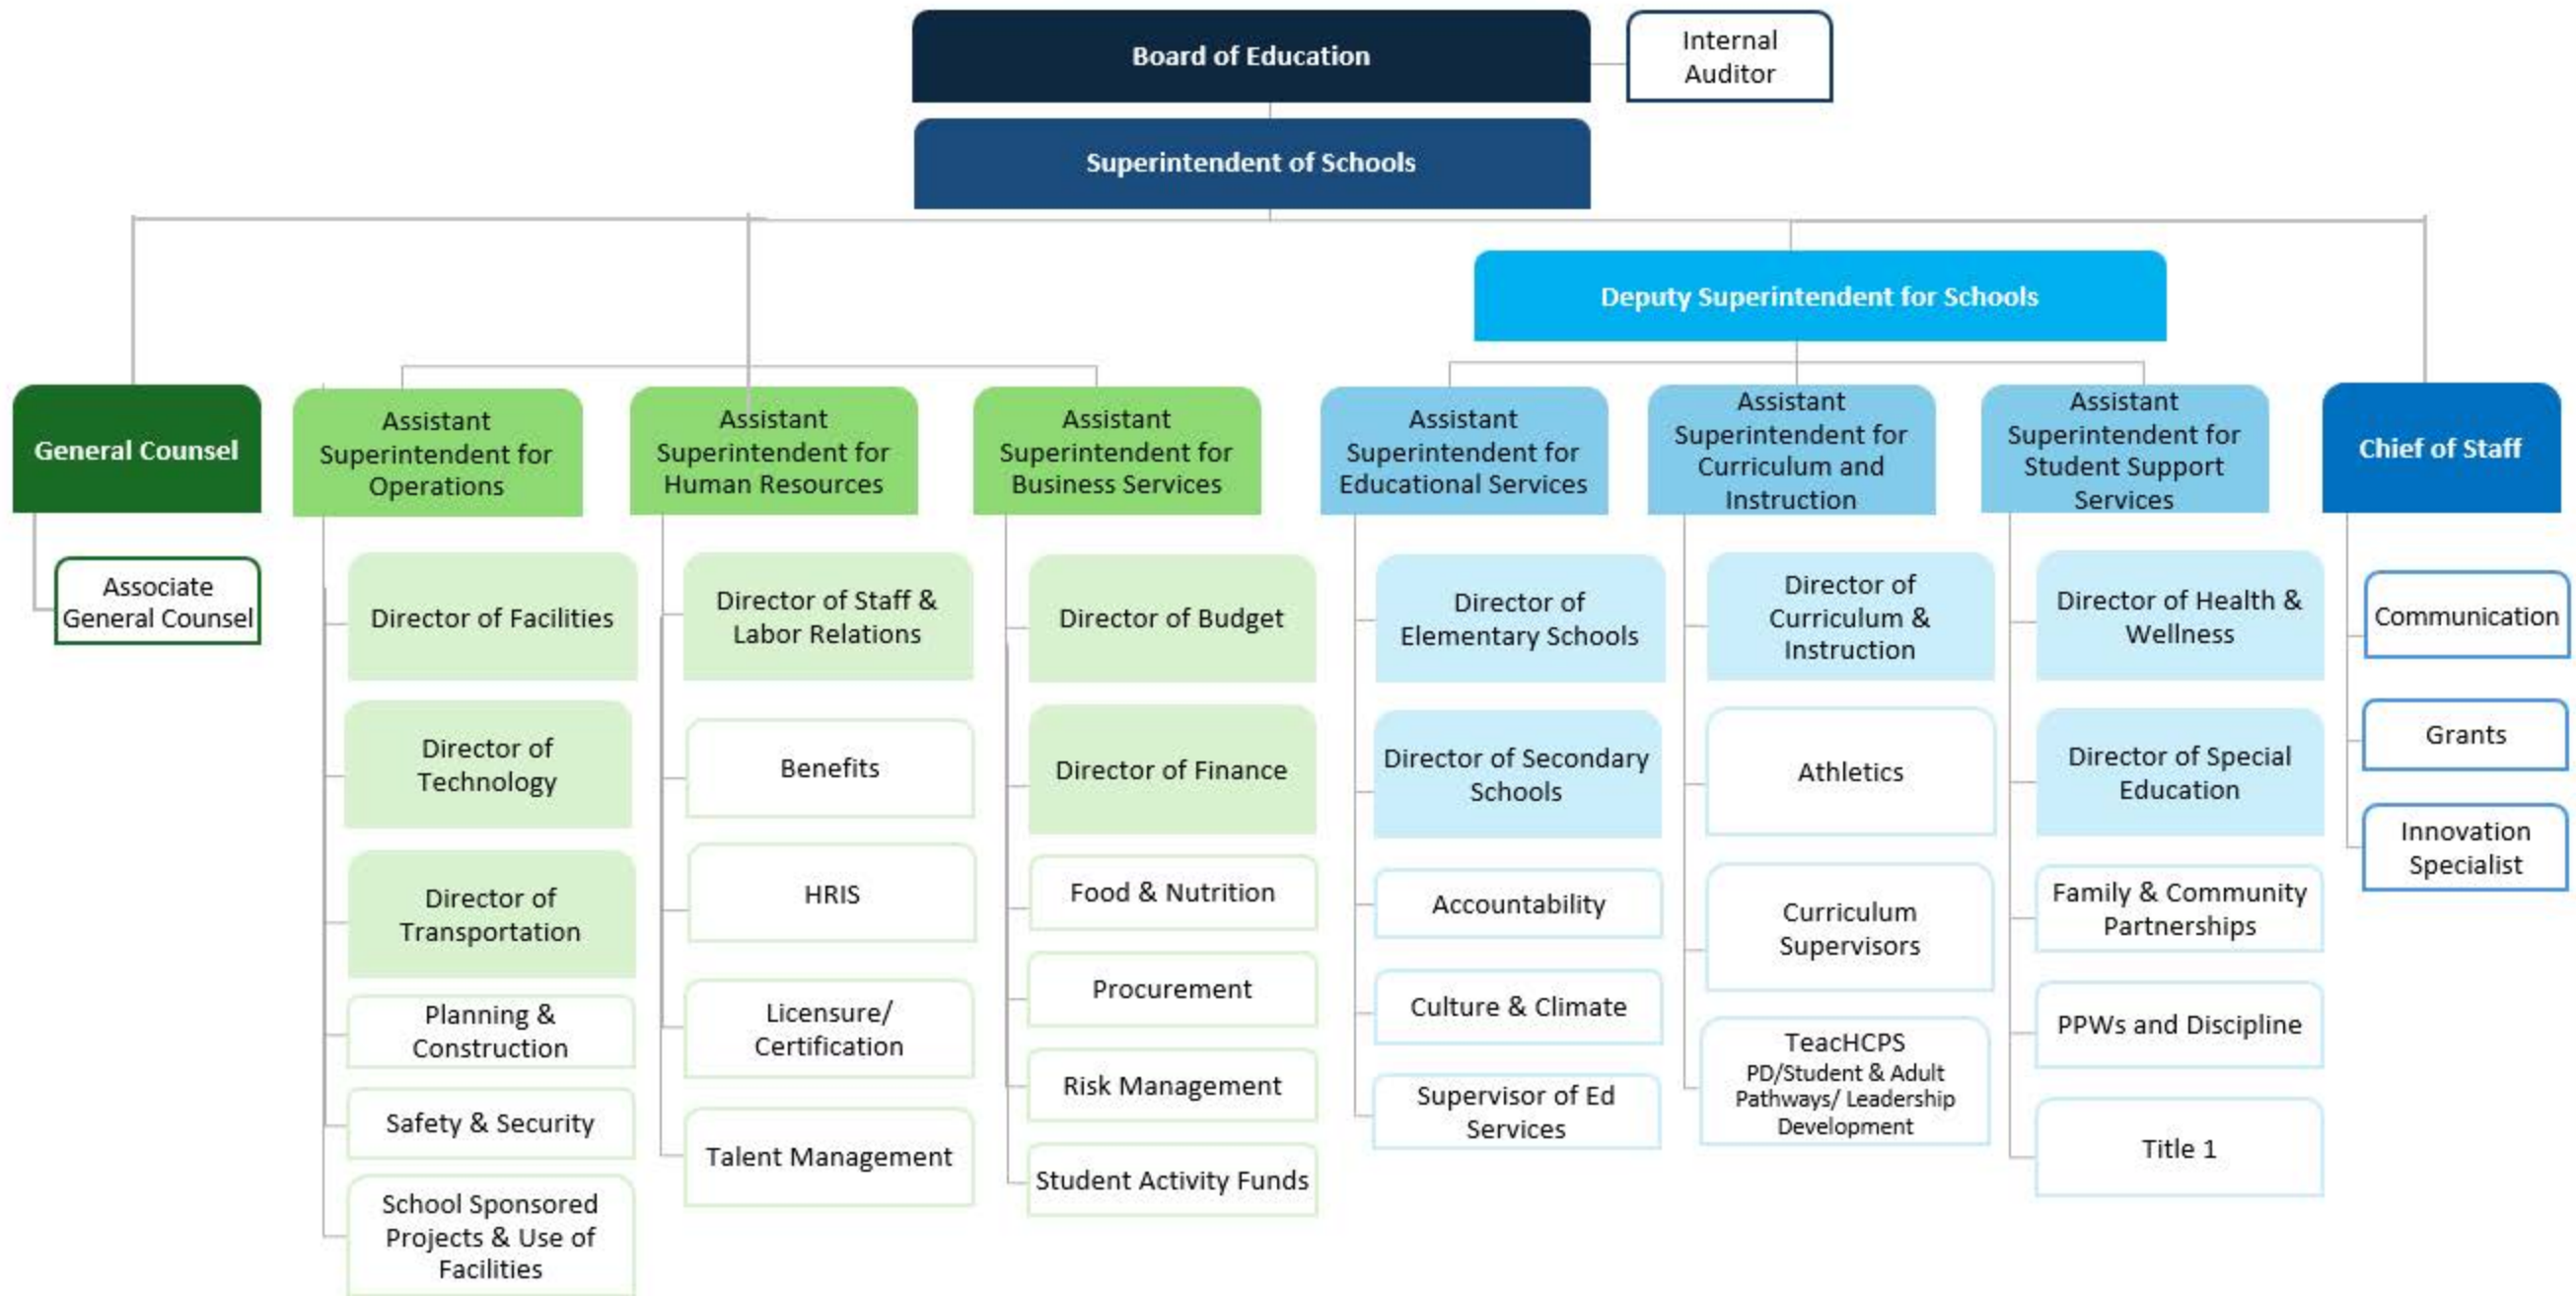 Board of Education
Internal
Auditor
Superintendent of Schools
Deputy Superintendent for Schools
General Counsel
Assistant
Superintendent for
Operations
Assistant
Superintendent for
Human Resources
Assistant
Superintendent for
Business Services
Assistant
Superintendent for
Educational Services
Assistant
Superintendent for
Curriculum and
Instruction
Assistant
Superintendent for
Student Support
Services
Chief of Staff
Associate
General Counsel
Director of Facilities
Director of
Technology
Director of
Transportation
Planning &
Construction
Safety & Security
School Sponsored
Projects & Use of
Facilities
Director of Staff &
Labor Relations
Benefits
HRIS
Licensure/
Certification
Talent Management
Director of Budget
Director of Finance
Food & Nutrition
Procurement
Risk Management
Student Activity Funds
Director of
Elementary Schools
Director of Secondary
Schools
Accountability
Culture & Climate
Supervisor of Ed
Services
Director of
Curriculum &
Instruction
Athletics
Curriculum
Supervisors
TeacHCPS
PD/Student & Adult
Pathways/ Leadership
Development
Director of Health &
Wellness
Director of Special
Education
Family & Community
Partnerships
PPWs and Discipline
Title 1
Communication
Grants
Innovation
Specialist